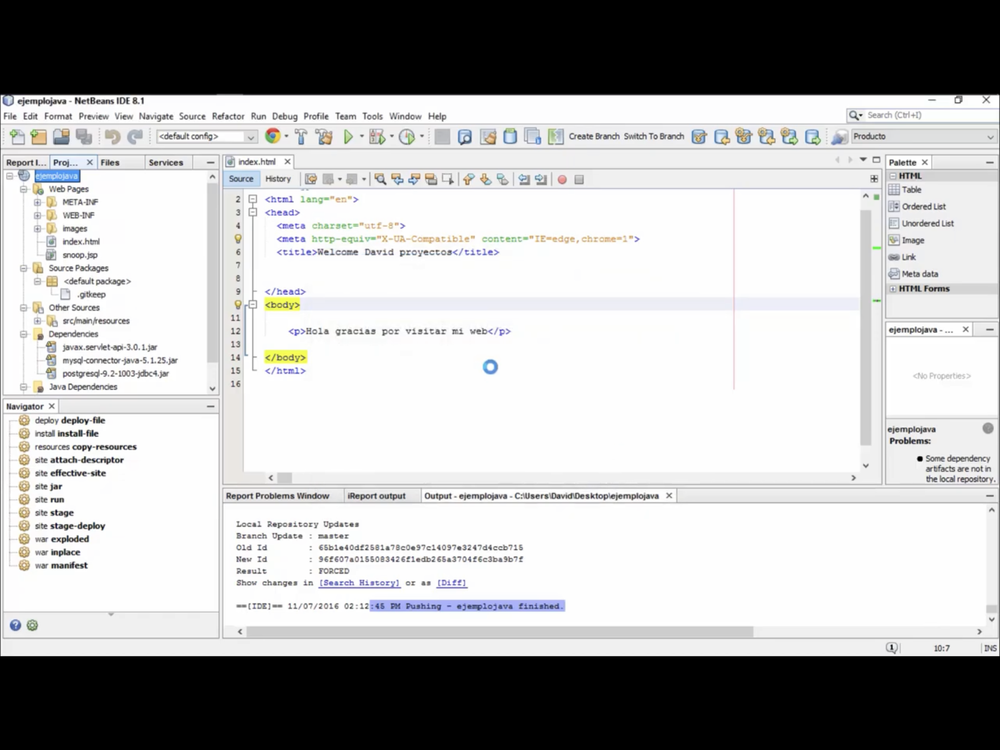 ejemplojava - NetBeans IDE 8.1
File Edit Format Preview View Navigate Source Refactor Run Debug Profile Team Tools Window Help
Search (Ctrl+I)
<default config>
Create Branch Switch To Branch
Producto
Report I... Proj... Files Services
ejemplojava
Web Pages
META-INF
WEB-INF
images
index.html
snoop.jsp
Source Packages
<default package>
.gitkeep
Other Sources
src/main/resources
Dependencies
javax.servlet-api-3.0.1.jar
mysql-connector-java-5.1.25.jar
postgresql-9.2-1003-jdbc4.jar
Java Dependencies
Navigator
deploy deploy-file
install install-file
resources copy-resources
site attach-descriptor
site effective-site
site jar
site run
site stage
site stage-deploy
war exploded
war inplace
war manifest
index.html
Source History
2 <html lang="en">
3 <head>
4 <meta charset="utf-8">
<meta http-equiv="X-UA-Compatible" content="IE=edge,chrome=1">
6 <title>Welcome David proyectos</title>
7
8
9 </head>
<body>
11
12 <p>Hola gracias por visitar mi web</p>
13
14 </body>
15 </html>
16
Palette
HTML
Table
Ordered List
Unordered List
Image
Link
Meta data
HTML Forms
ejemplojava - ...
<No Properties>
ejemplojava
Problems:
Some dependency
artifacts are not in
the local repository.
Report Problems Window iReport output Output - ejemplojava - C:\Users\David\Desktop\ejemplojava
Local Repository Updates
Branch Update : master
Old Id : 65b1e40df2581a78c0e97c14097e3247d4ccb715
New Id : 96f607a0155083426f1edb265a3704f6c3ba9b7f
Result : FORCED
Show changes in [Search History] or as [Diff]
==[IDE]== 11/07/2016 02:12:45 PM Pushing - ejemplojava finished.
1
10:7
INS